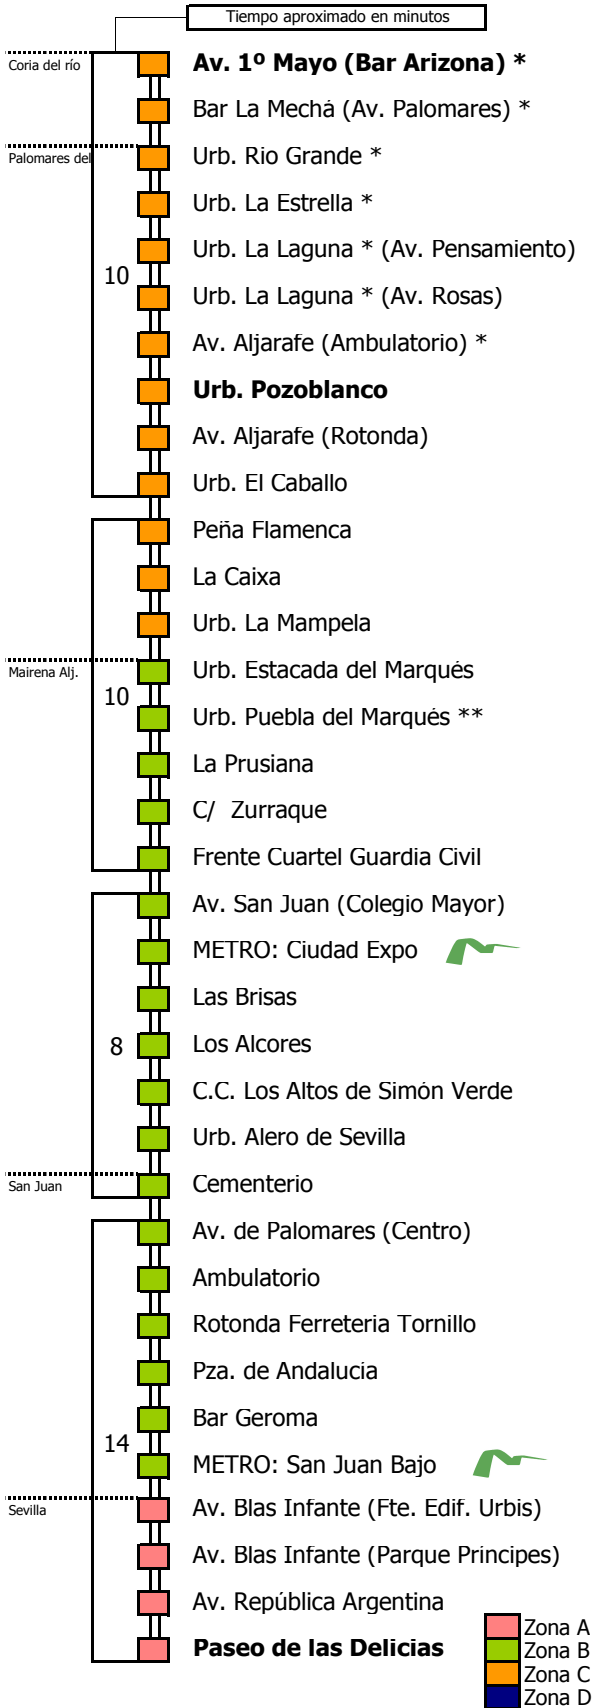 Tiempo aproximado en minutos
Coria del río
Av. 1º Mayo (Bar Arizona) *
Bar La Mechá (Av. Palomares) *
Palomares del
Urb. Rio Grande *
Urb. La Estrella *
Urb. La Laguna * (Av. Pensamiento)
10
Urb. La Laguna * (Av. Rosas)
Av. Aljarafe (Ambulatorio) *
Urb. Pozoblanco
Av. Aljarafe (Rotonda)
Urb. El Caballo
Peña Flamenca
La Caixa
Urb. La Mampela
Mairena Alj.
Urb. Estacada del Marqués
10
Urb. Puebla del Marqués **
La Prusiana
C/ Zurraque
Frente Cuartel Guardia Civil
Av. San Juan (Colegio Mayor)
METRO: Ciudad Expo
Las Brisas
8
Los Alcores
C.C. Los Altos de Simón Verde
Urb. Alero de Sevilla
San Juan
Cementerio
Av. de Palomares (Centro)
Ambulatorio
Rotonda Ferreteria Tornillo
Pza. de Andalucía
Bar Geroma
14
METRO: San Juan Bajo
Sevilla
Av. Blas Infante (Fte. Edif. Urbis)
Av. Blas Infante (Parque Príncipes)
Av. República Argentina
Paseo de las Delicias
Zona A
Zona B
Zona C
Zona D